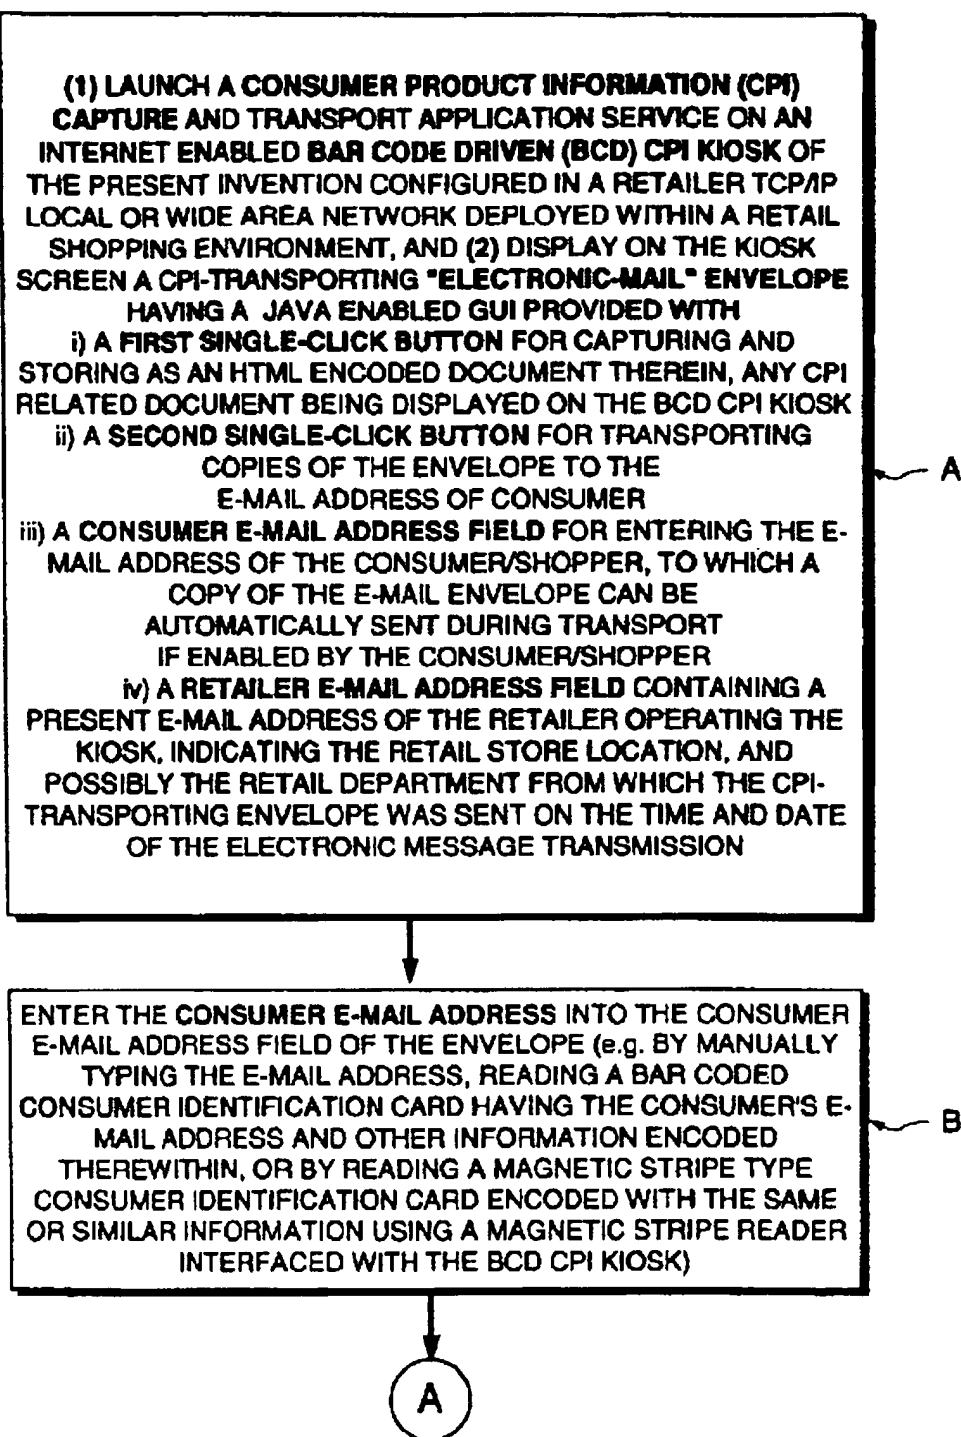 (1) LAUNCH A CONSUMER PRODUCT INFORMATION (CPI)
CAPTURE AND TRANSPORT APPLICATION SERVICE ON AN
INTERNET ENABLED BAR CODE DRIVEN (BCD) CPI KIOSK OF
THE PRESENT INVENTION CONFIGURED IN A RETAILER TCP/IP
LOCAL OR WIDE AREA NETWORK DEPLOYED WITHIN A RETAIL
SHOPPING ENVIRONMENT, AND (2) DISPLAY ON THE KIOSK
SCREEN A CPI-TRANSPORTING "ELECTRONIC-MAIL" ENVELOPE
HAVING A JAVA ENABLED GUI PROVIDED WITH
i) A FIRST SINGLE-CLICK BUTTON FOR CAPTURING AND
STORING AS AN HTML ENCODED DOCUMENT THEREIN, ANY CPI
RELATED DOCUMENT BEING DISPLAYED ON THE BCD CPI KIOSK
ii) A SECOND SINGLE-CLICK BUTTON FOR TRANSPORTING
COPIES OF THE ENVELOPE TO THE
E-MAIL ADDRESS OF CONSUMER
iii) A CONSUMER E-MAIL ADDRESS FIELD FOR ENTERING THE E-
MAIL ADDRESS OF THE CONSUMER/SHOPPER, TO WHICH A
COPY OF THE E-MAIL ENVELOPE CAN BE
AUTOMATICALLY SENT DURING TRANSPORT
IF ENABLED BY THE CONSUMER/SHOPPER
iv) A RETAILER E-MAIL ADDRESS FIELD CONTAINING A
PRESENT E-MAIL ADDRESS OF THE RETAILER OPERATING THE
KIOSK, INDICATING THE RETAIL STORE LOCATION, AND
POSSIBLY THE RETAIL DEPARTMENT FROM WHICH THE CPI-
TRANSPORTING ENVELOPE WAS SENT ON THE TIME AND DATE
OF THE ELECTRONIC MESSAGE TRANSMISSION
A
ENTER THE CONSUMER E-MAIL ADDRESS INTO THE CONSUMER
E-MAIL ADDRESS FIELD OF THE ENVELOPE (e.g. BY MANUALLY
TYPING THE E-MAIL ADDRESS, READING A BAR CODED
CONSUMER IDENTIFICATION CARD HAVING THE CONSUMER'S E-
MAIL ADDRESS AND OTHER INFORMATION ENCODED
THEREWITHIN, OR BY READING A MAGNETIC STRIPE TYPE
CONSUMER IDENTIFICATION CARD ENCODED WITH THE SAME
OR SIMILAR INFORMATION USING A MAGNETIC STRIPE READER
INTERFACED WITH THE BCD CPI KIOSK)
B
A